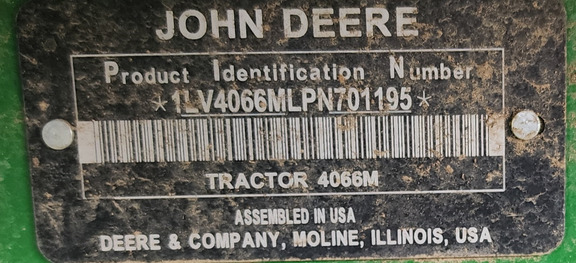 JOHN DEERE
Product Identification Number
*1LV4066MLPN701195*
TRACTOR 4066M
ASSEMBLED IN USA
DEERE & COMPANY, MOLINE, ILLINOIS, USA